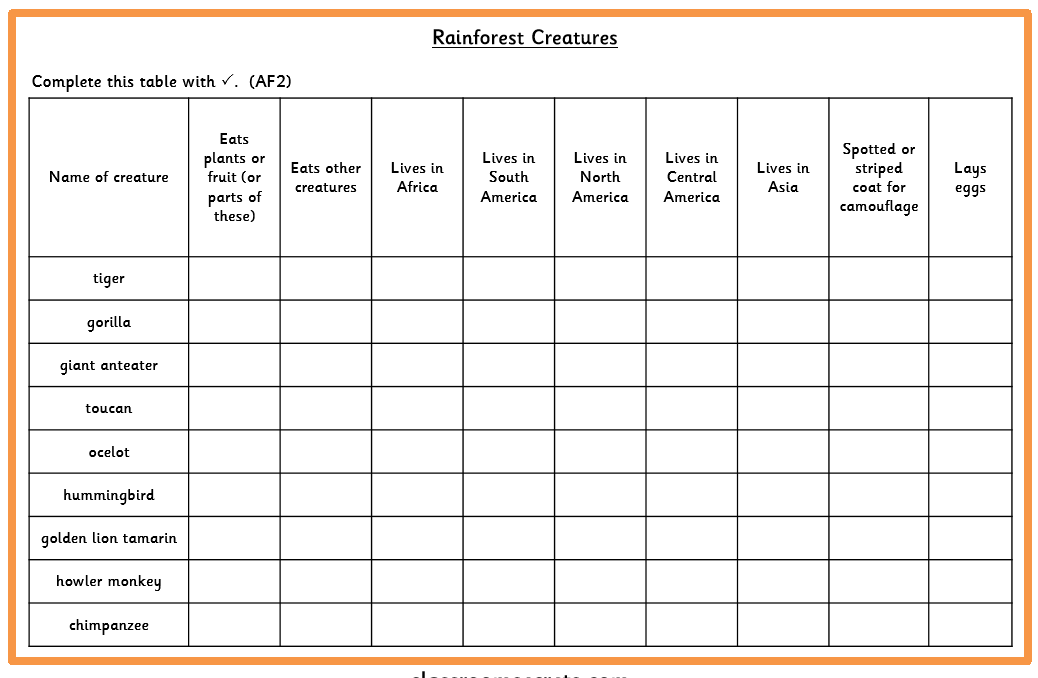 Rainforest Creatures
Complete this table with ✓. (AF2)
Name of creature
Eats
plants or
fruit (or
parts of
these)
Eats other
creatures
Lives in
Africa
Lives in
South
America
Lives in
North
America
Lives in
Central
America
Lives in
Asia
Spotted or
striped
coat for
camouflage
Lays
eggs
tiger
gorilla
giant anteater
toucan
ocelot
hummingbird
golden lion tamarin
howler monkey
chimpanzee